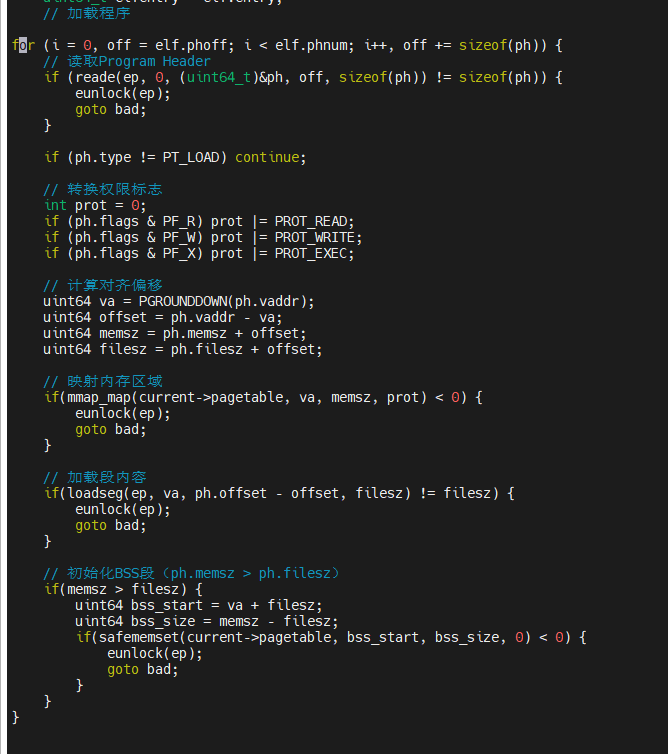 // 加载程序
for (i = 0, off = elf.phoff; i < elf.phnum; i++, off += sizeof(ph)) {
// 读取Program Header
if (reade(ep, 0, (uint64_t)&ph, off, sizeof(ph)) != sizeof(ph)) {
eunlock(ep);
goto bad;
}
if (ph.type != PT_LOAD) continue;
// 转换权限标志
int prot = 0;
if (ph.flags & PF_R) prot |= PROT_READ;
if (ph.flags & PF_W) prot |= PROT_WRITE;
if (ph.flags & PF_X) prot |= PROT_EXEC;
// 计算对齐偏移
uint64 va = PGROUNDDOWN(ph.vaddr);
uint64 offset = ph.vaddr - va;
uint64 memsz = ph.memsz + offset;
uint64 filesz = ph.filesz + offset;
// 映射内存区域
if(mmap_map(current->pagetable, va, memsz, prot) < 0) {
eunlock(ep);
goto bad;
}
// 加载段内容
if(loadseg(ep, va, ph.offset - offset, filesz) != filesz) {
eunlock(ep);
goto bad;
}
// 初始化BSS段（ph.memsz > ph.filesz）
if(memsz > filesz) {
uint64 bss_start = va + filesz;
uint64 bss_size = memsz - filesz;
if(safememset(current->pagetable, bss_start, bss_size, 0) < 0) {
eunlock(ep);
goto bad;
}
}
}